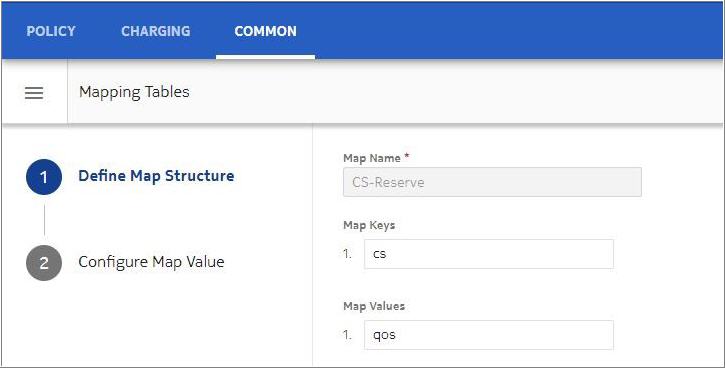 POLICY CHARGING COMMON
Mapping Tables
1 Define Map Structure
2 Configure Map Value
Map Name *
CS-Reserve
Map Keys
1. cs
Map Values
1. qos